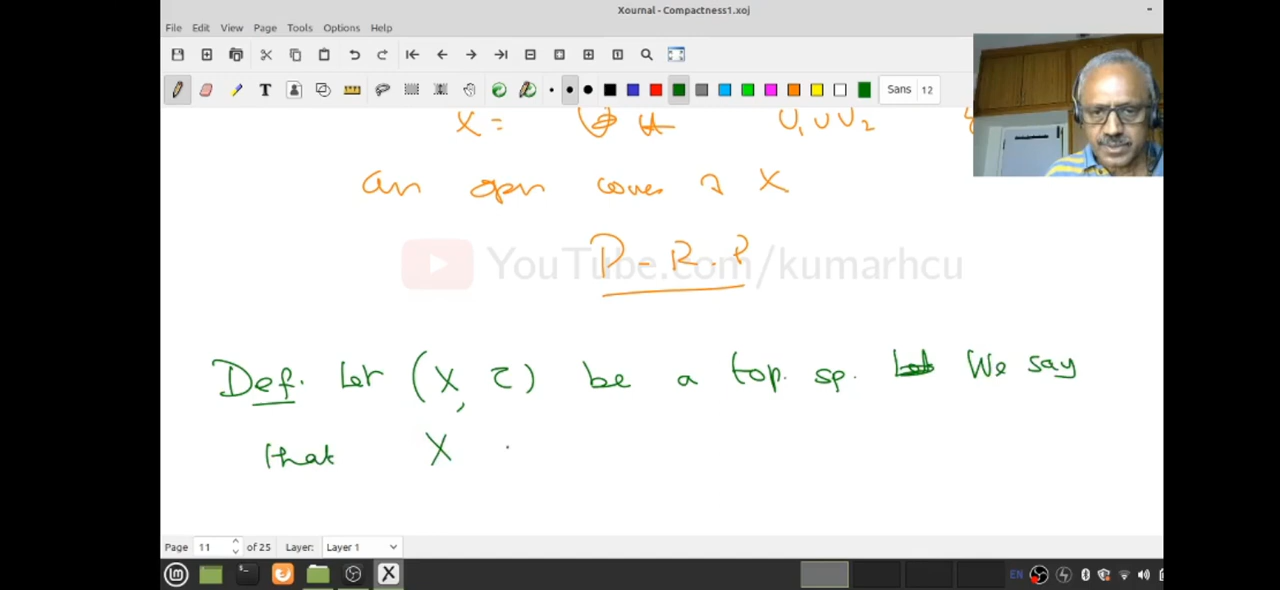 Xournal - Compactness1.xoj
File Edit View Page Tools Options Help
Sans 12
X = U₁ ∪ U₂
an open cover of X
YouTube.com/kumarhcu
Def. Let (X, τ) be a top. sp. We say
that X
Page 11 of 25 Layer: Layer 1
EN